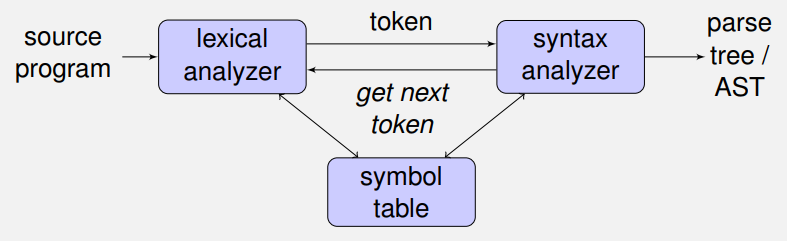 source
program
lexical
analyzer
token
get next
token
syntax
analyzer
parse
tree /
AST
symbol
table